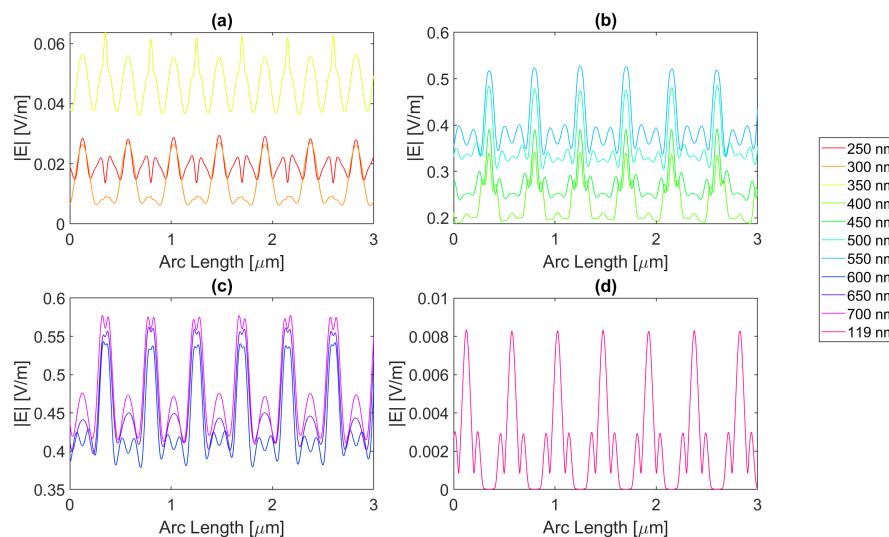 (a)
0.06
0.04
0.02
0
|E| [V/m]
0 1 2 3
Arc Length [μm]
(b)
0.6
0.5
0.4
0.3
0.2
|E| [V/m]
0 1 2 3
Arc Length [μm]
(c)
0.6
0.55
0.5
0.45
0.4
0.35
|E| [V/m]
0 1 2 3
Arc Length [μm]
(d)
0.01
0.008
0.006
0.004
0.002
0
|E| [V/m]
0 1 2 3
Arc Length [μm]
250 nm
300 nm
350 nm
400 nm
450 nm
500 nm
550 nm
600 nm
650 nm
700 nm
119 nm